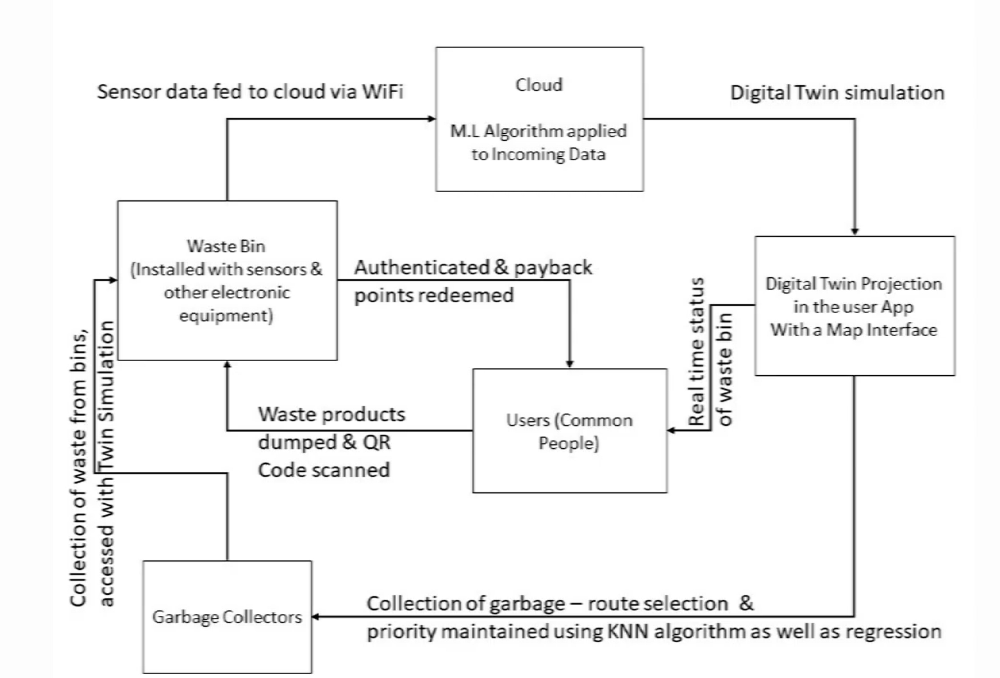 Sensor data fed to cloud via WiFi
Cloud
M.L Algorithm applied
to Incoming Data
Digital Twin simulation
Waste Bin
(Installed with sensors &
other electronic
equipment)
Authenticated & payback
points redeemed
Digital Twin Projection
in the user App
With a Map Interface
Real time status
of waste bin
Users (Common
People)
Waste products
dumped & QR
Code scanned
Collection of waste from bins,
accessed with Twin Simulation
Garbage Collectors
Collection of garbage – route selection &
priority maintained using KNN algorithm as well as regression